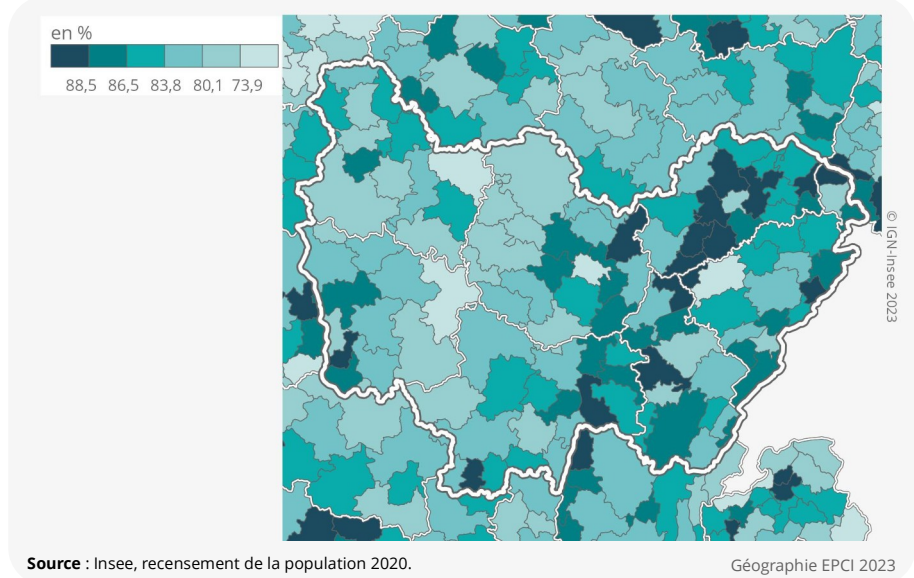 en %
88,5 86,5 83,8 80,1 73,9
© IGN-Insee 2023
Source : Insee, recensement de la population 2020.
Géographie EPCI 2023